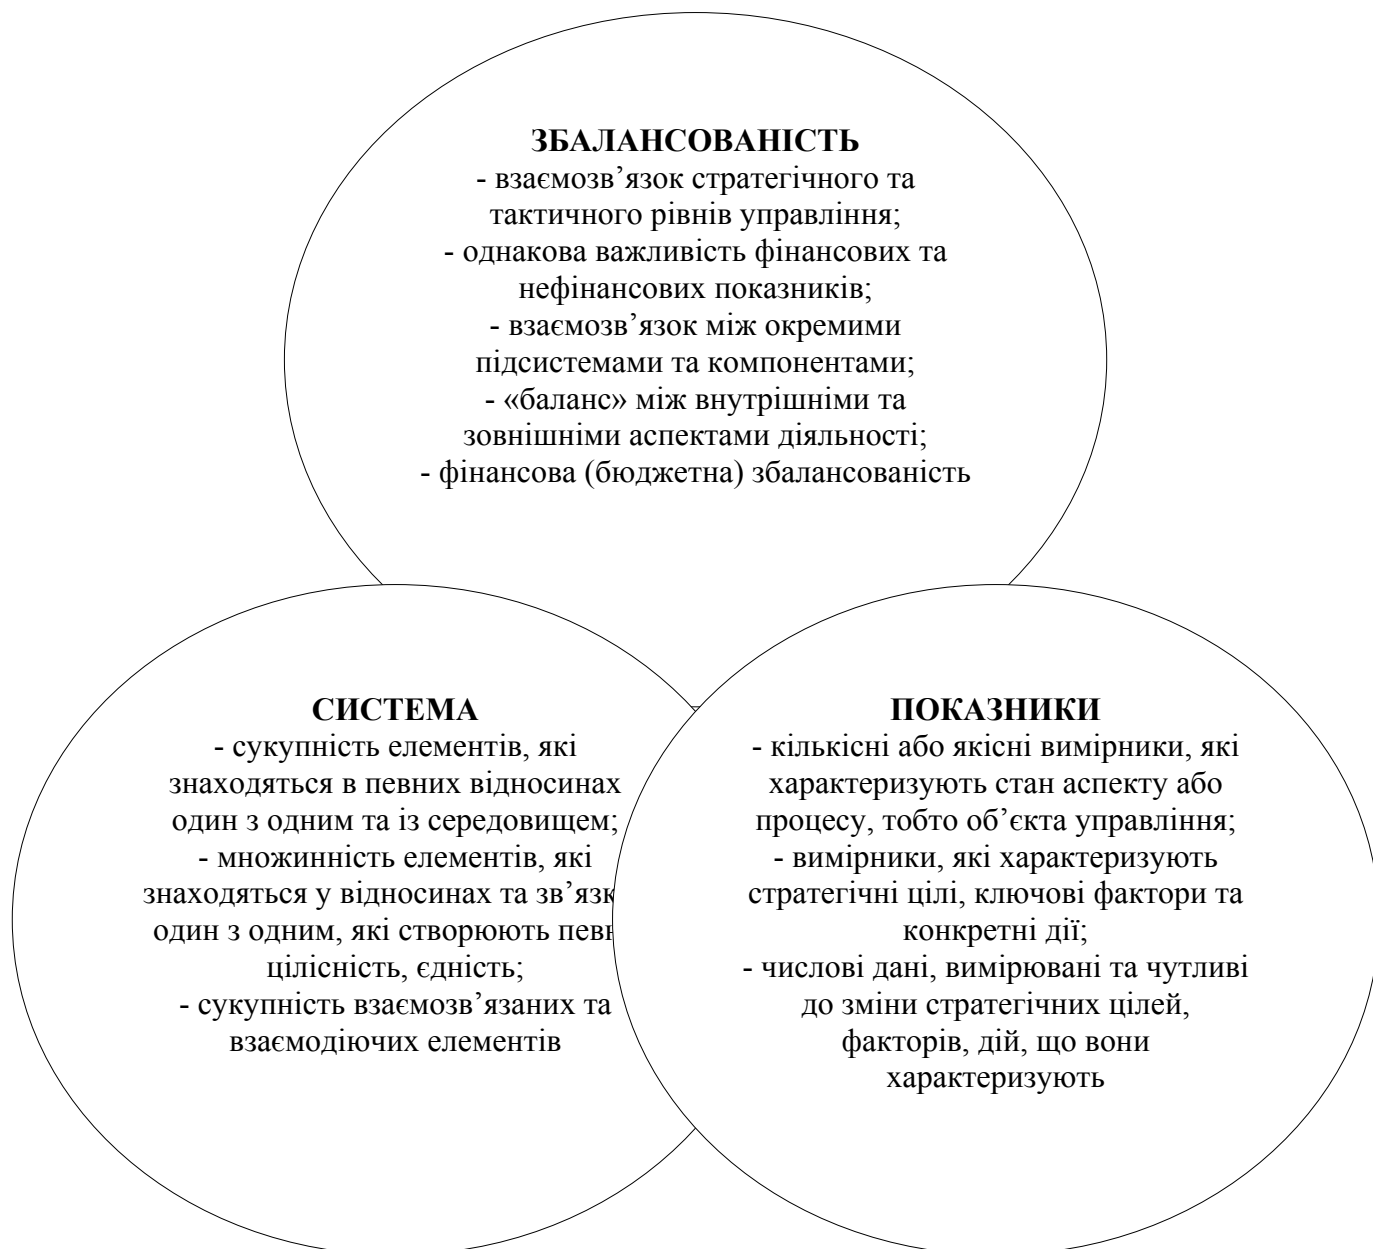 ЗБАЛАНСОВАНІСТЬ
- взаємозв’язок стратегічного та
тактичного рівнів управління;
- однакова важливість фінансових та
нефінансових показників;
- взаємозв’язок між окремими
підсистемами та компонентами;
- «баланс» між внутрішніми та
зовнішніми аспектами діяльності;
- фінансова (бюджетна) збалансованість
СИСТЕМА
- сукупність елементів, які
знаходяться в певних відносинах
один з одним та із середовищем;
- множинність елементів, які
знаходяться у відносинах та
один з одним, які створюють
цілісність, єдність;
- сукупність взаємозв’язаних та
взаємодіючих елементів
ПОКАЗНИКИ
- кількісні або якісні вимірники, які
характеризують стан аспекту або
процесу, тобто об’єкта управління;
- вимірники, які характеризують
стратегічні цілі, ключові фактори та
конкретні дії;
- числові дані, вимірювані та чутливі
до зміни стратегічних цілей,
факторів, дій, що вони
характеризують